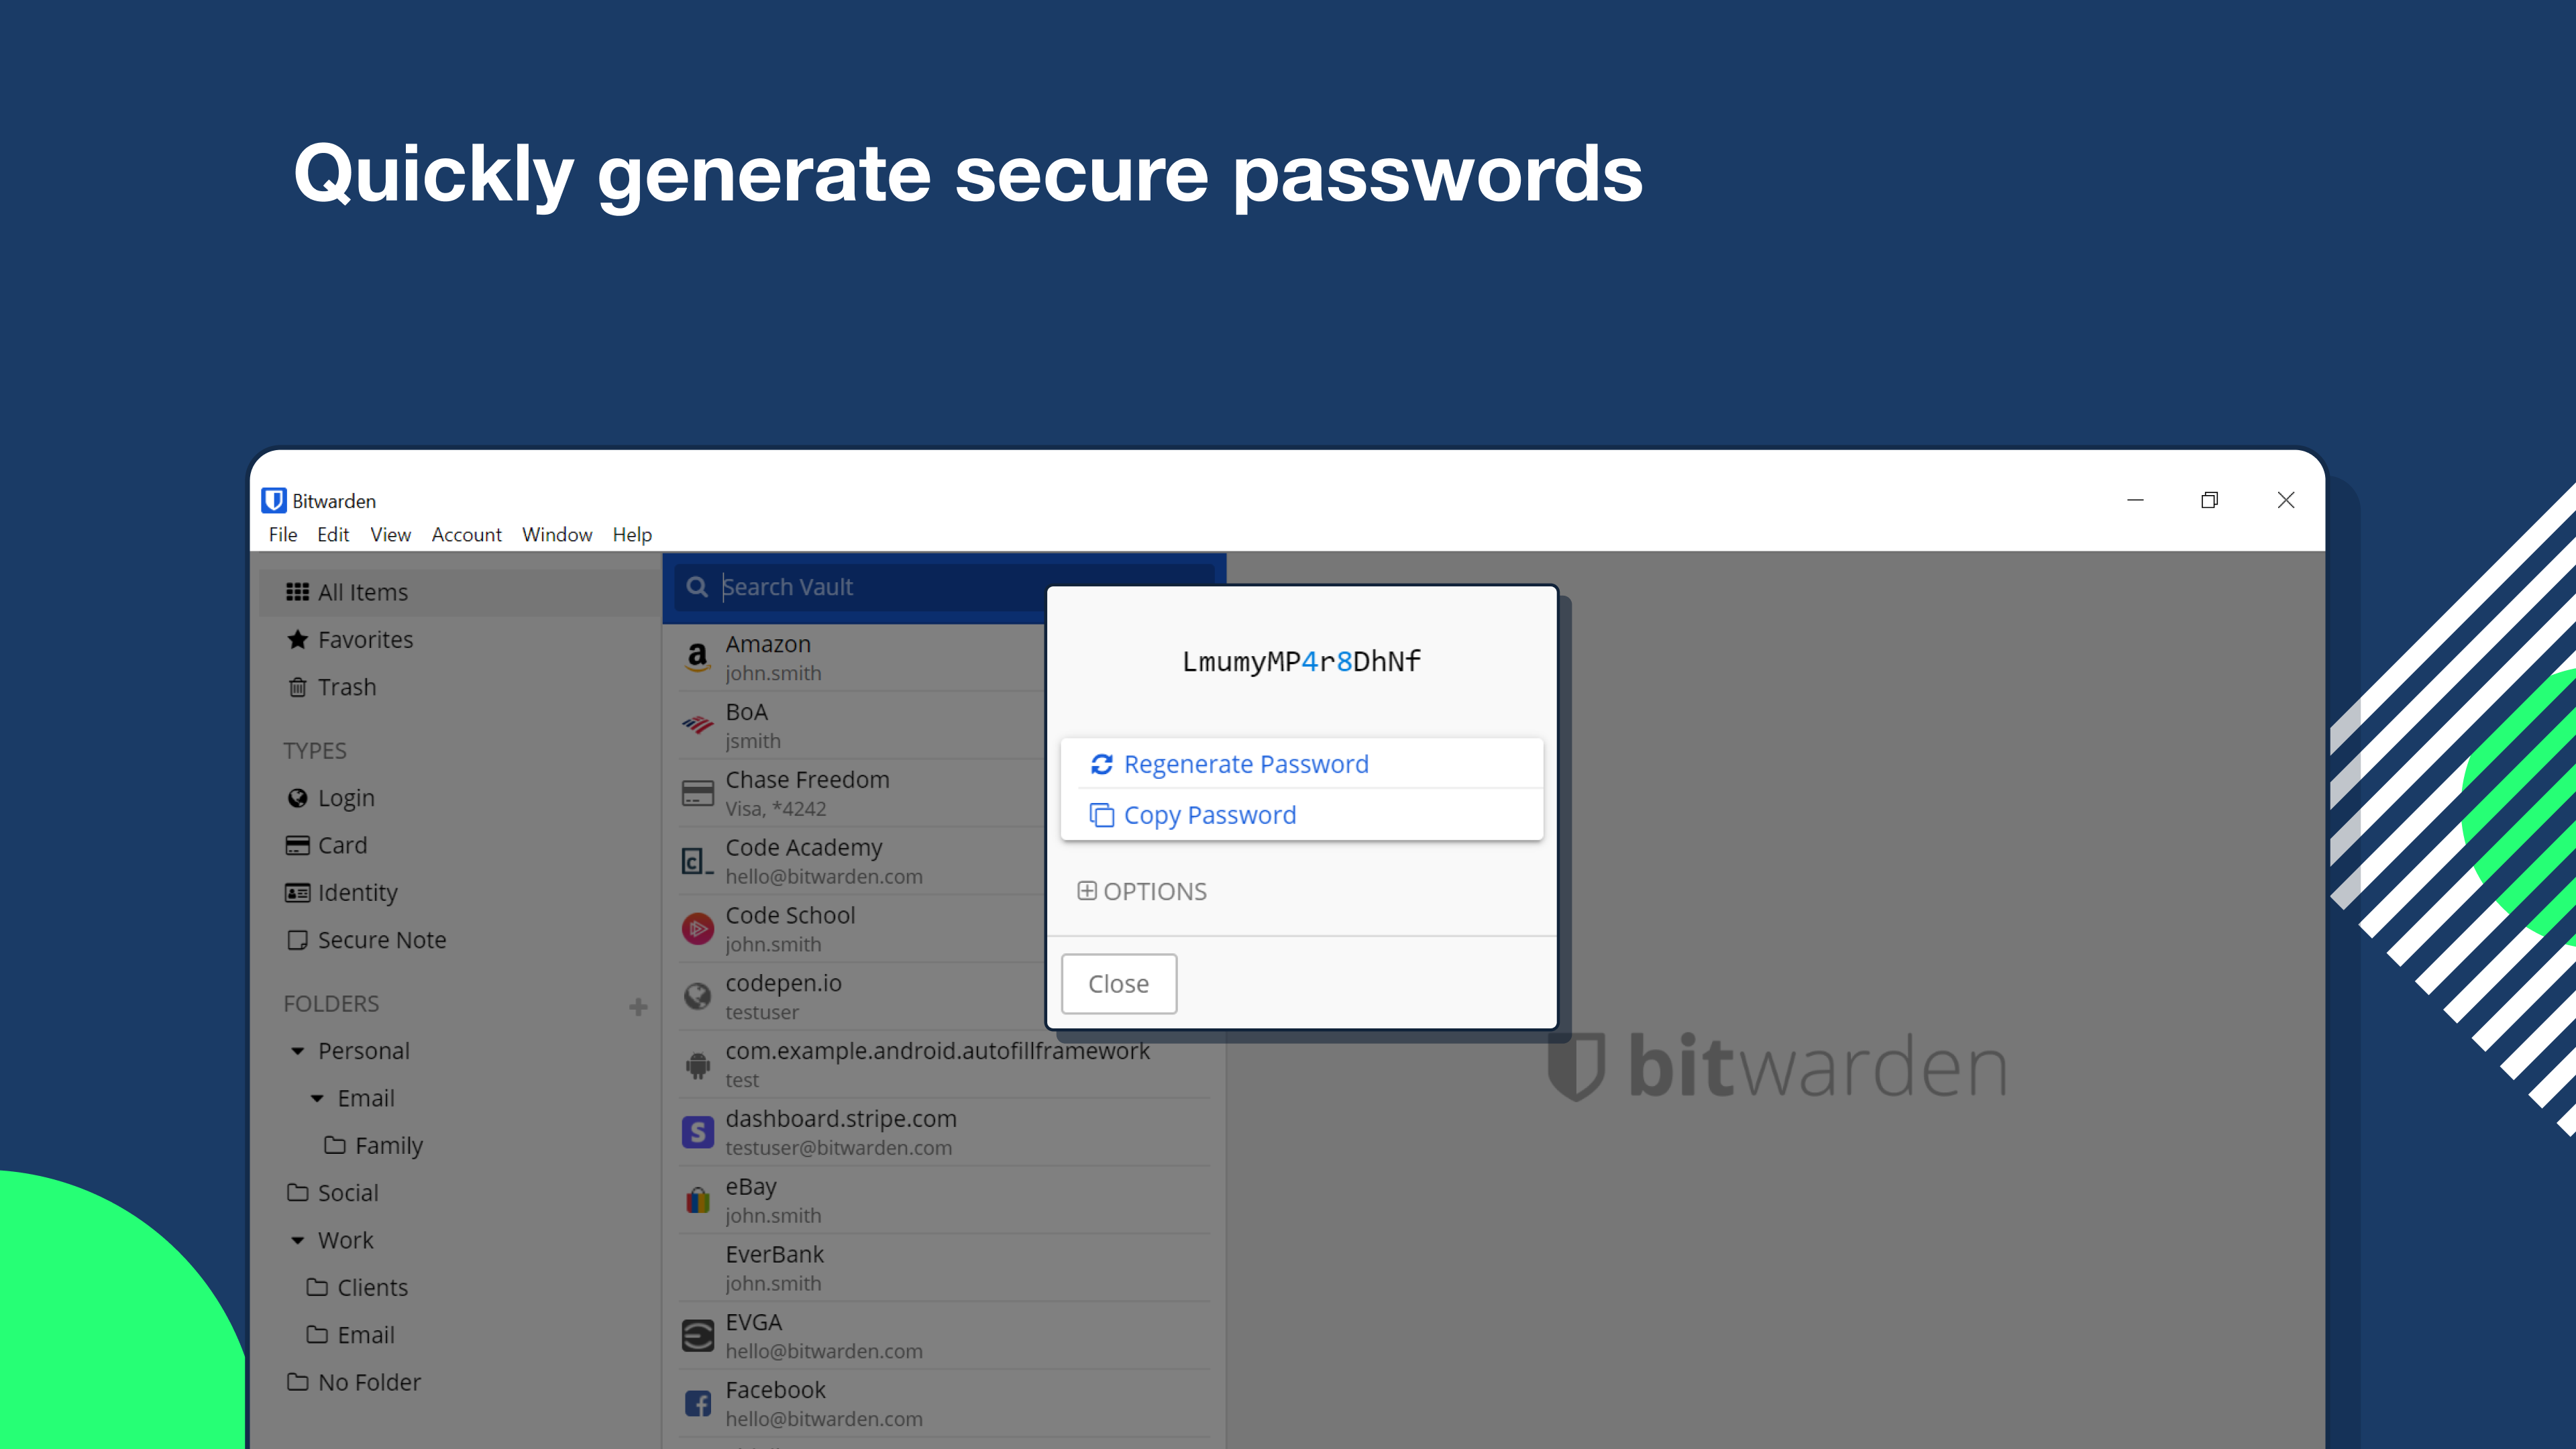 Quickly generate secure passwords
Bitwarden
File Edit View Account Window Help
All Items
Favorites
Trash
TYPES
Login
Card
Identity
Secure Note
FOLDERS
Personal
Email
Family
Social
Work
Clients
Email
No Folder
Search Vault
Amazon
john.smith
BoA
jsmith
Chase Freedom
Visa, *4242
Code Academy
hello@bitwarden.com
Code School
john.smith
codepen.io
testuser
com.example.android.autofillframework
test
dashboard.stripe.com
testuser@bitwarden.com
eBay
john.smith
EverBank
john.smith
EVGA
hello@bitwarden.com
Facebook
hello@bitwarden.com
LmumyMP4r8DhNf
Regenerate Password
Copy Password
OPTIONS
Close
bitwarden